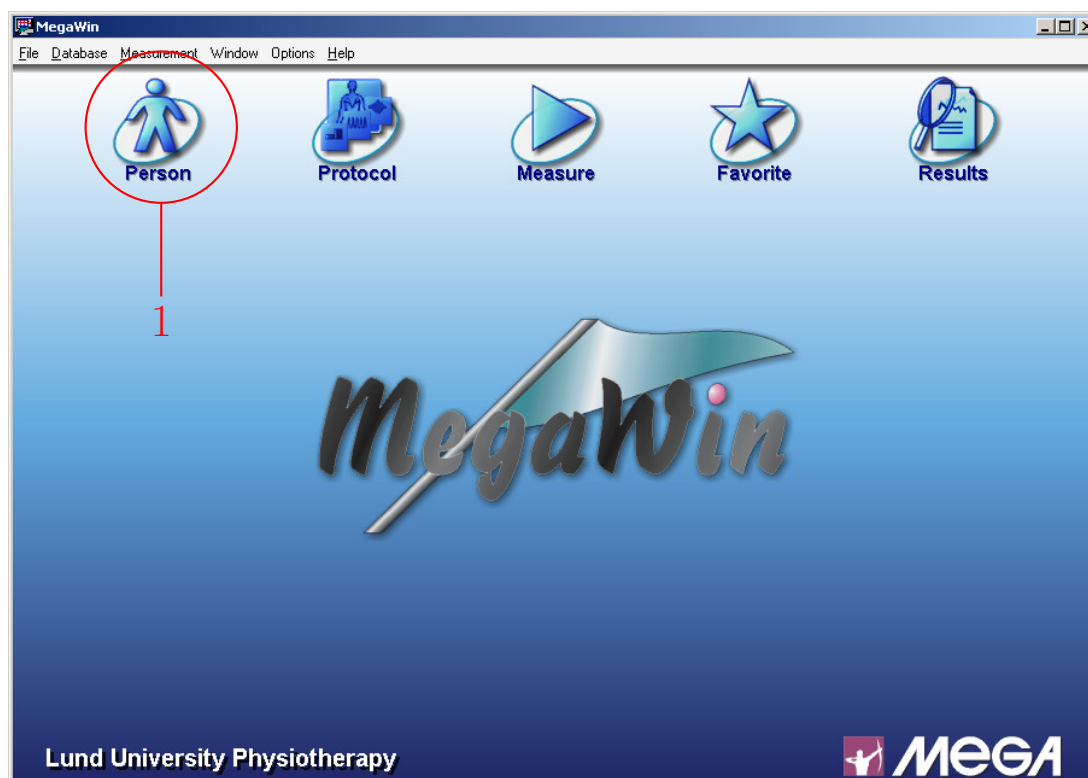 MegaWin
File Database Measurement Window Options Help
Person Protocol Measure Favorite Results
1
MegaWin
Lund University Physiotherapy
MEGA